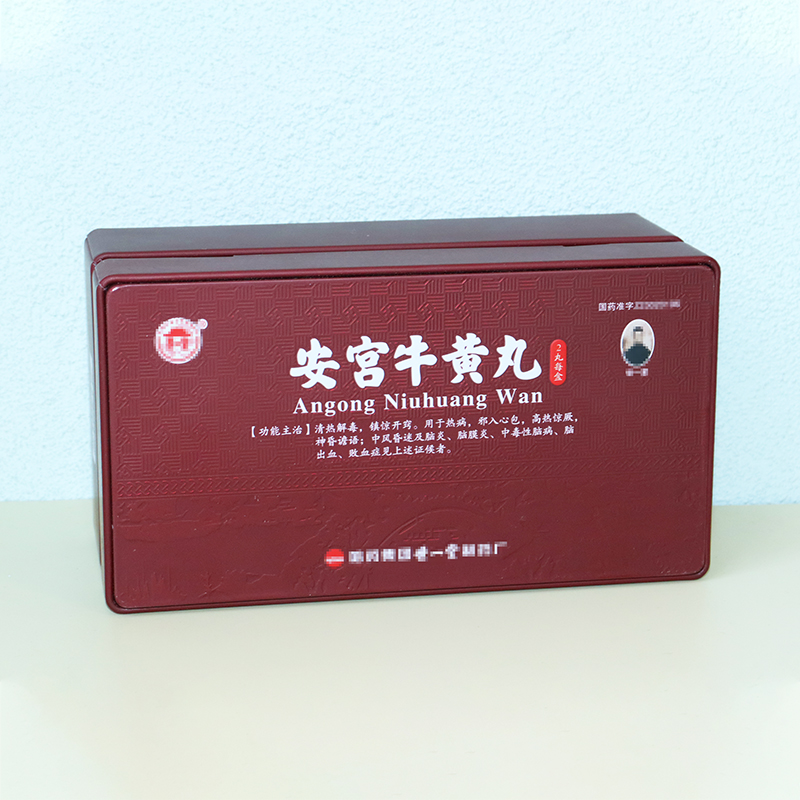 国药准字
安宫牛黄丸
2丸每盒
Angong Niuhuang Wan
【功能主治】清热解毒，镇惊开窍。用于热病，邪入心包，高热惊厥，
神昏谵语；中风昏迷及脑炎、脑膜炎、中毒性脑病、脑
出血、败血症见上述证候者。